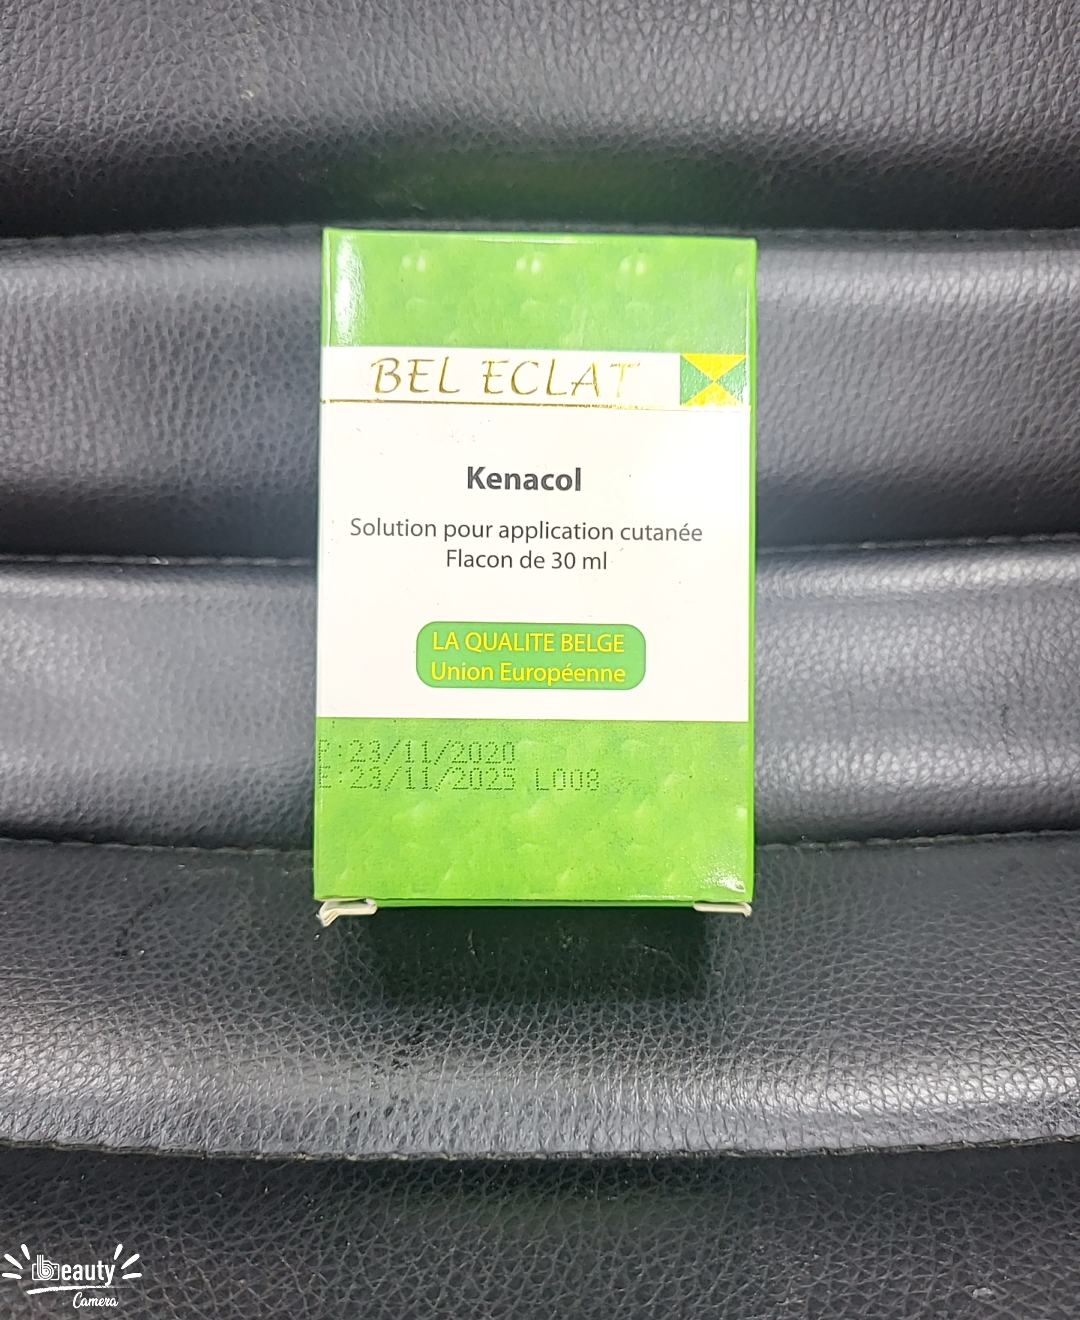 BEL ECLAT
Kenacol
Solution pour application cutanée
Flacon de 30 ml
LA QUALITE BELGE
Union Européenne
P:23/11/2020
E:23/11/2025 L008
beauty
Camera